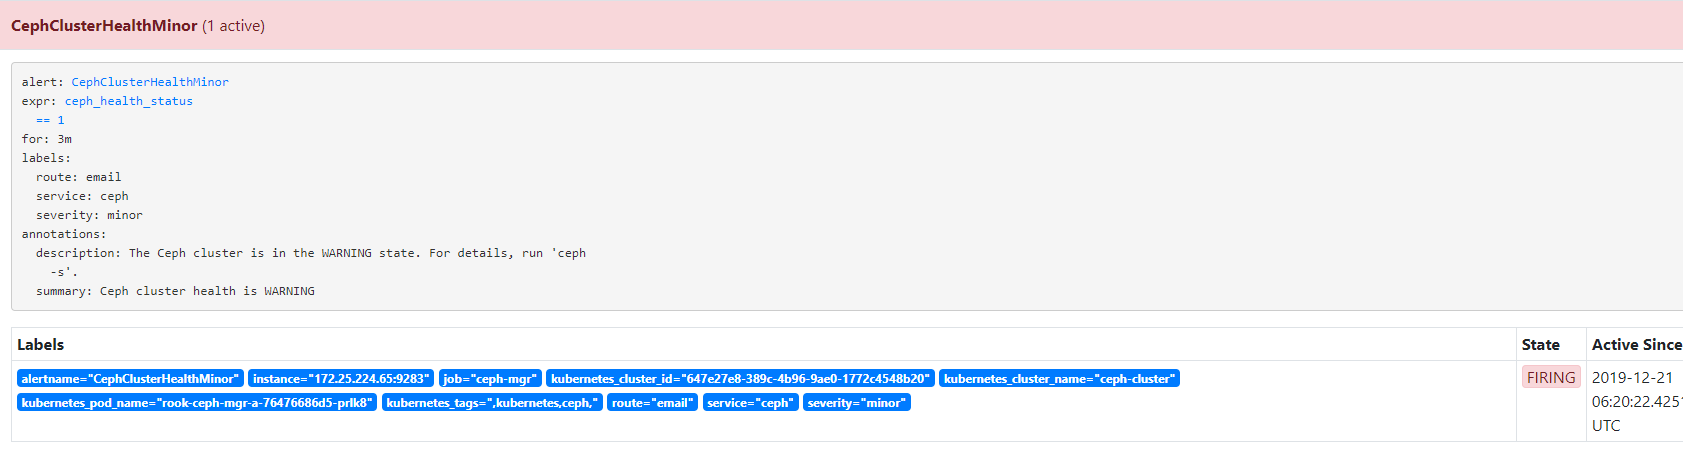 CephClusterHealthMinor (1 active)
alert: CephClusterHealthMinor
expr: ceph_health_status
  == 1
for: 3m
labels:
  route: email
  service: ceph
  severity: minor
annotations:
  description: The Ceph cluster is in the WARNING state. For details, run 'ceph
    -s'.
  summary: Ceph cluster health is WARNING
Labels State Active Since
alertname="CephClusterHealthMinor" instance="172.25.224.65:9283" job="ceph-mgr" kubernetes_cluster_id="647e27e8-389c-4b96-9ae0-1772c4548b20" kubernetes_cluster_name="ceph-cluster" FIRING 2019-12-21
kubernetes_pod_name="rook-ceph-mgr-a-76476686d5-prlk8" kubernetes_tags=",kubernetes,ceph," route="email" service="ceph" severity="minor" 06:20:22.425
UTC